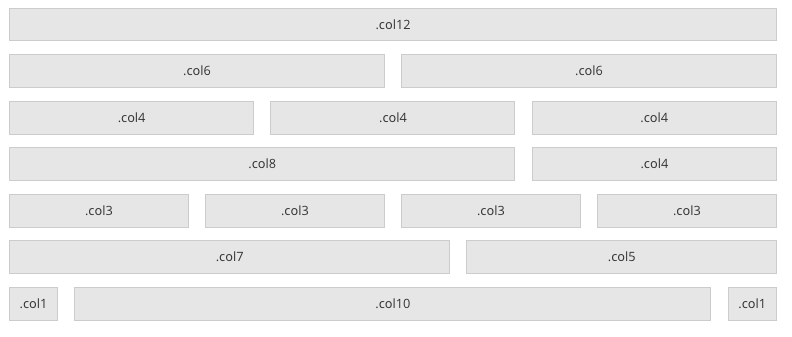 .col12
.col6 .col6
.col4 .col4 .col4
.col8 .col4
.col3 .col3 .col3 .col3
.col7 .col5
.col1 .col10 .col1